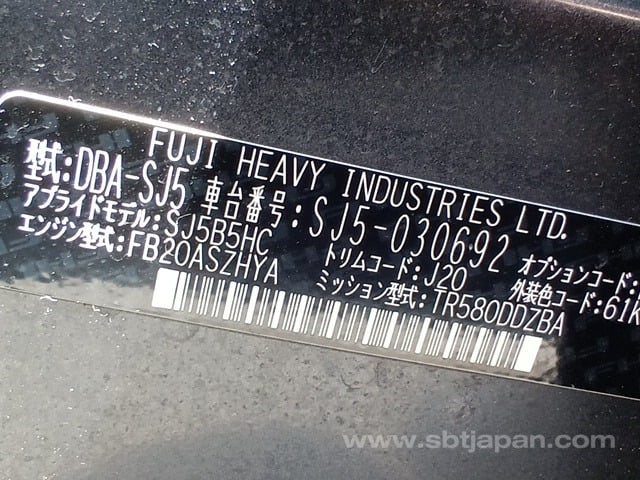 FUJI HEAVY INDUSTRIES LTD.
型式:DBA-SJ5 車台番号:SJ5-030692 オプションコード:
アプライドモデル:SJ5B5HC トリムコード:J20 外装色コード:61K
エンジン型式:FB20ASZHYA ミッション型式:TR580DDZBA
www.sbtjapan.com